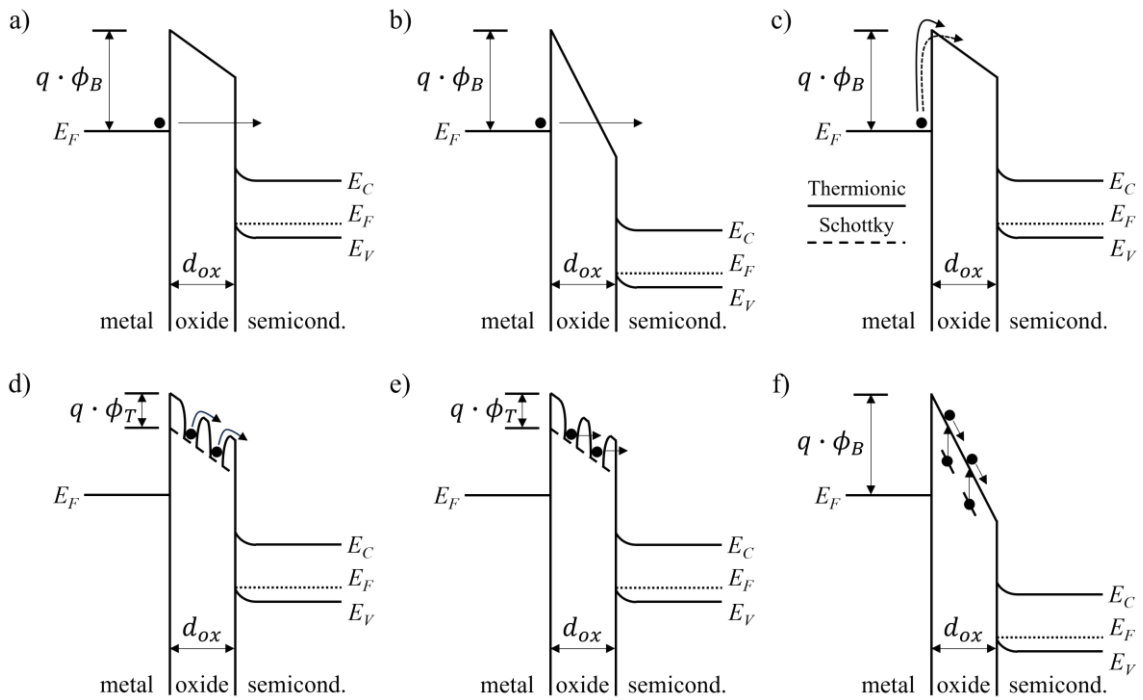 a)
q · ϕ_B
E_F
E_C
E_F
E_V
d_ox
metal oxide semicond.
b)
q · ϕ_B
E_F
E_C
E_F
E_V
d_ox
metal oxide semicond.
c)
q · ϕ_B
E_F
Thermionic
Schottky
E_C
E_F
E_V
d_ox
metal oxide semicond.
d)
q · ϕ_T
E_F
E_C
E_F
E_V
d_ox
metal oxide semicond.
e)
q · ϕ_T
E_F
E_C
E_F
E_V
d_ox
metal oxide semicond.
f)
q · ϕ_B
E_F
E_C
E_F
E_V
d_ox
metal oxide semicond.